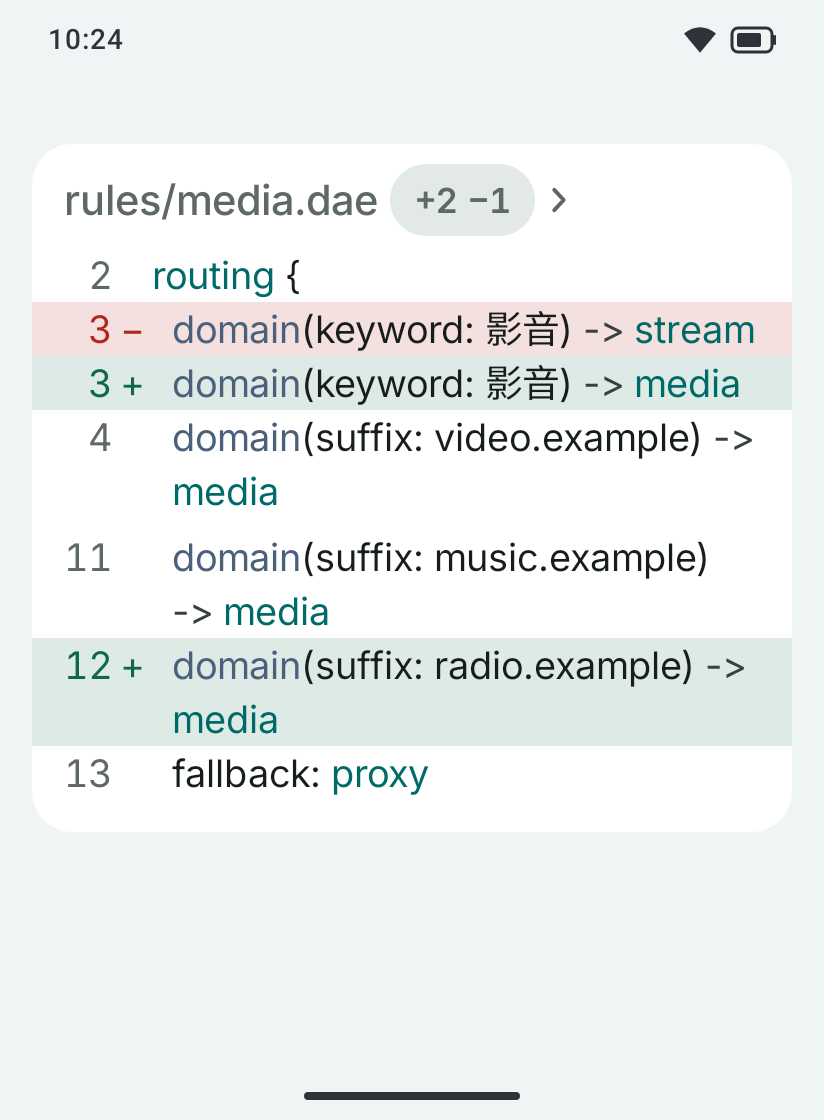 10:24
rules/media.dae +2 −1
2 routing {
3 − domain(keyword: 影音) -> stream
3 + domain(keyword: 影音) -> media
4 domain(suffix: video.example) ->
media
11 domain(suffix: music.example)
-> media
12 + domain(suffix: radio.example) ->
media
13 fallback: proxy